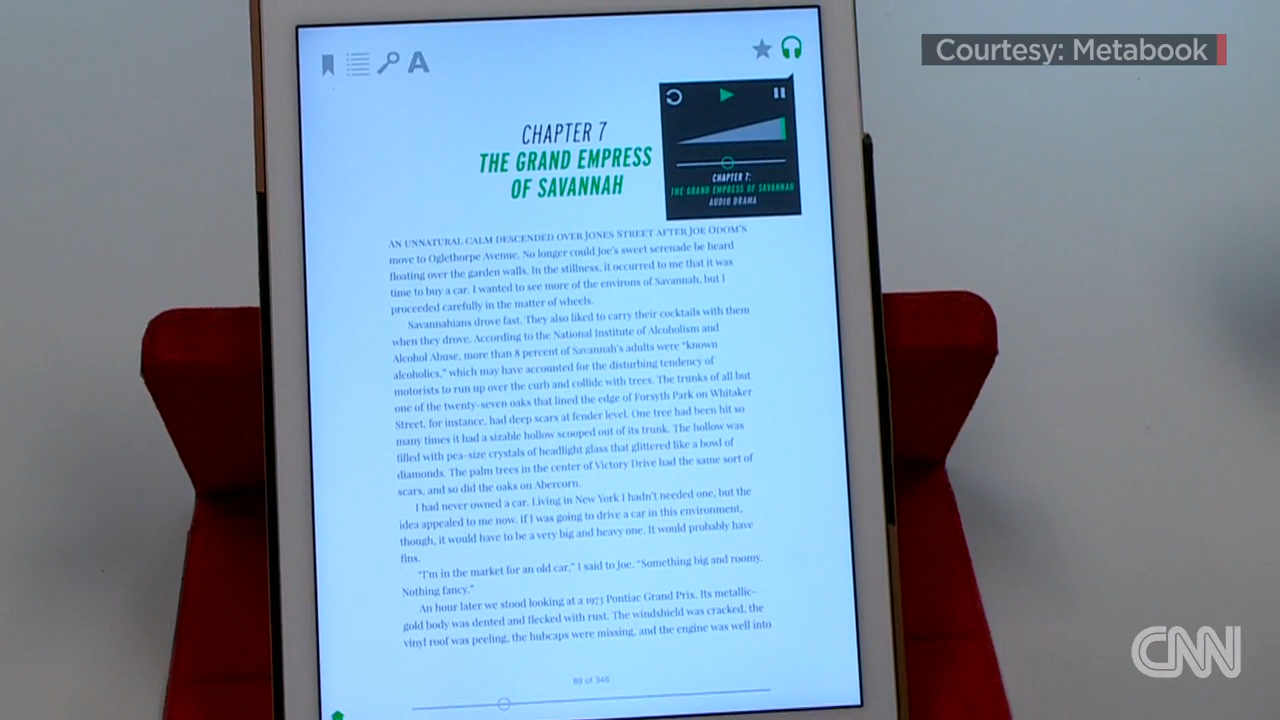 Courtesy: Metabook
A
CHAPTER 7
THE GRAND EMPRESS
OF SAVANNAH
CHAPTER 7:
THE GRAND EMPRESS OF SAVANNAH
AUDIO DRAMA
AN UNNATURAL CALM DESCENDED OVER JONES STREET AFTER JOE ODOM'S
move to Oglethorpe Avenue. No longer could Joe's sweet serenade be heard
floating over the garden walls. In the stillness, it occurred to me that it was
time to buy a car. I wanted to see more of the environs of Savannah, but I
proceeded carefully in the matter of wheels.
Savannahians drove fast. They also liked to carry their cocktails with them
when they drove. According to the National Institute of Alcoholism and
Alcohol Abuse, more than 8 percent of Savannah's adults were "known
alcoholics," which may have accounted for the disturbing tendency of
motorists to run up over the curb and collide with trees. The trunks of all but
one of the twenty-seven oaks that lined the edge of Forsyth Park on Whitaker
Street, for instance, had deep scars at fender level. One tree had been hit so
many times it had a sizable hollow scooped out of its trunk. The hollow was
filled with pea-size crystals of headlight glass that glittered like a bowl of
diamonds. The palm trees in the center of Victory Drive had the same sort of
scars, and so did the oaks on Abercorn.
I had never owned a car. Living in New York I hadn't needed one, but the
idea appealed to me now. If I was going to drive a car in this environment,
though, it would have to be a very big and heavy one. It would probably have
fins.
"I'm in the market for an old car," I said to Joe. "Something big and roomy.
Nothing fancy."
An hour later we stood looking at a 1973 Pontiac Grand Prix. Its metallic-
gold body was dented and flecked with rust. The windshield was cracked, the
vinyl roof was peeling, the hubcaps were missing, and the engine was well into
89 of 346
CNN